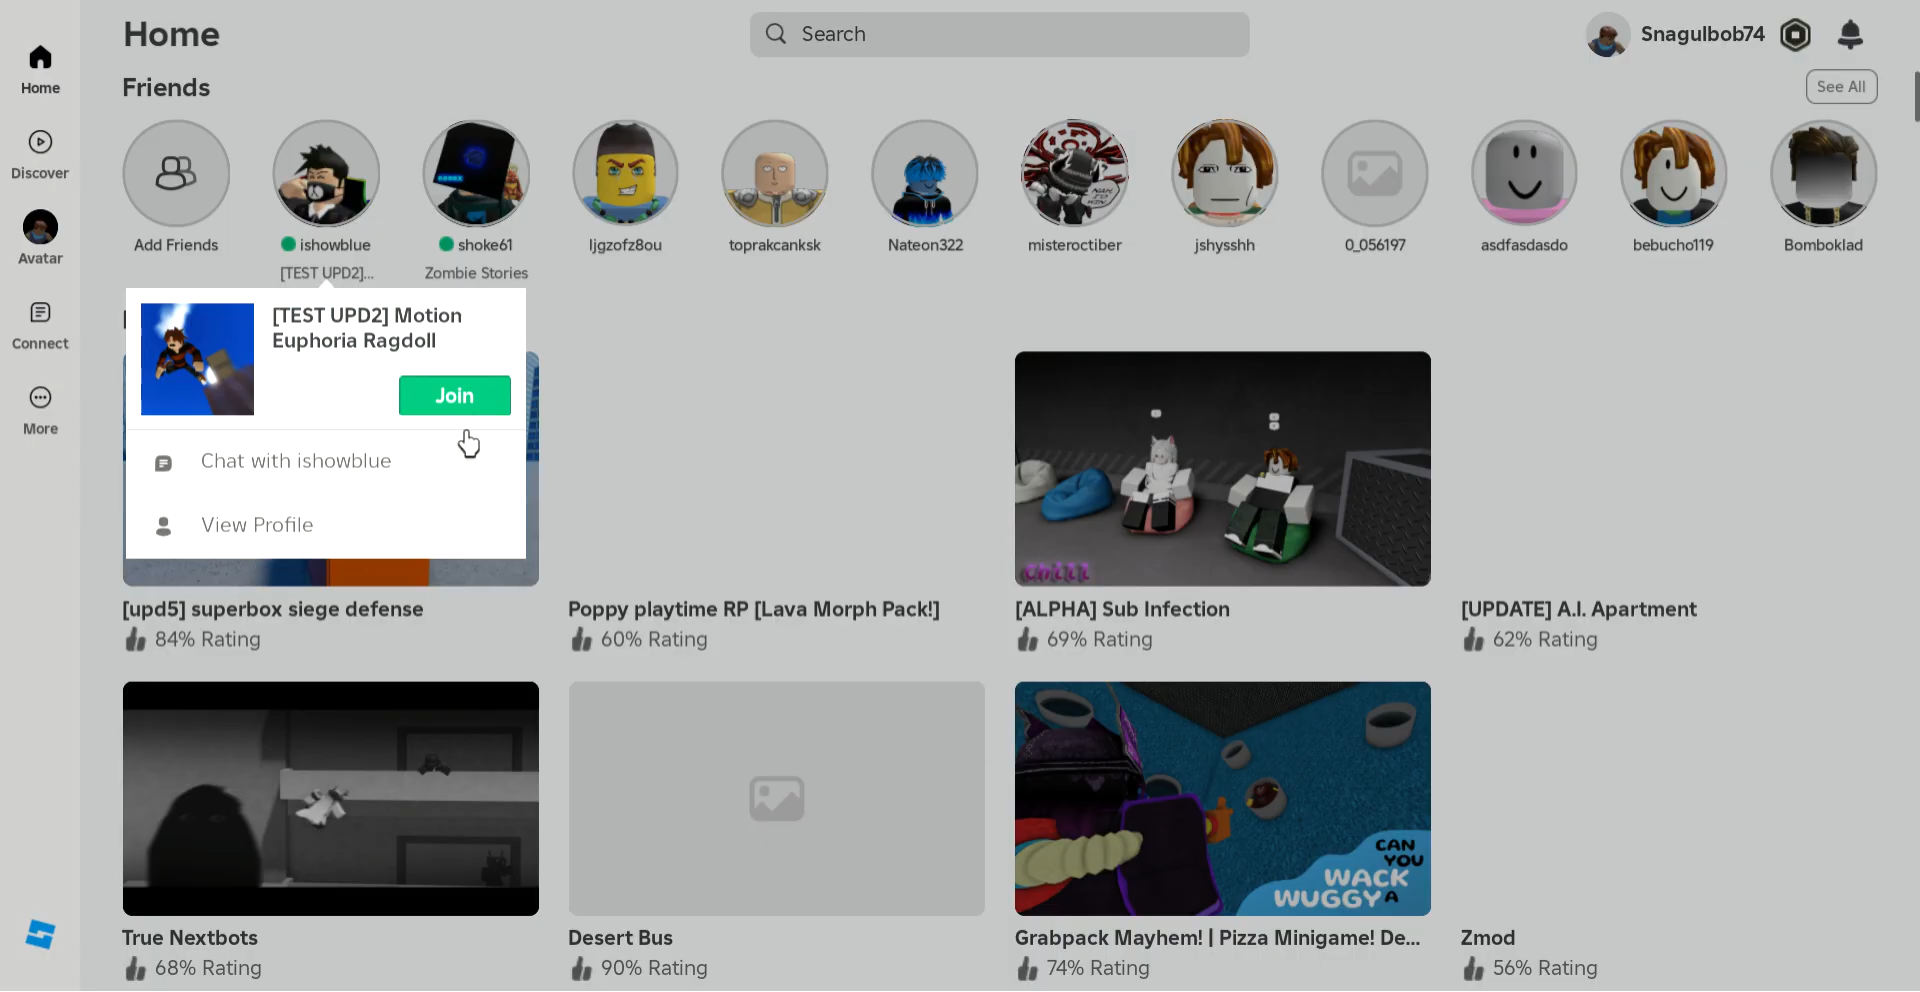 Home
Search
Snagulbob74
Home
Discover
Avatar
Connect
More
Friends
See All
Add Friends
ishowblue
[TEST UPD2]...
shoke61
Zombie Stories
ljgzofz8ou
toprakcanksk
Nateon322
misteroctiber
jshysshh
0_056197
asdfasdasdo
bebucho119
Bomboklad
[TEST UPD2] Motion
Euphoria Ragdoll
Join
Chat with ishowblue
View Profile
chill
[upd5] superbox siege defense
84% Rating
Poppy playtime RP [Lava Morph Pack!]
60% Rating
[ALPHA] Sub Infection
69% Rating
[UPDATE] A.I. Apartment
62% Rating
CAN
YOU
WACK
WUGGY A
True Nextbots
68% Rating
Desert Bus
90% Rating
Grabpack Mayhem! | Pizza Minigame! De...
74% Rating
Zmod
56% Rating